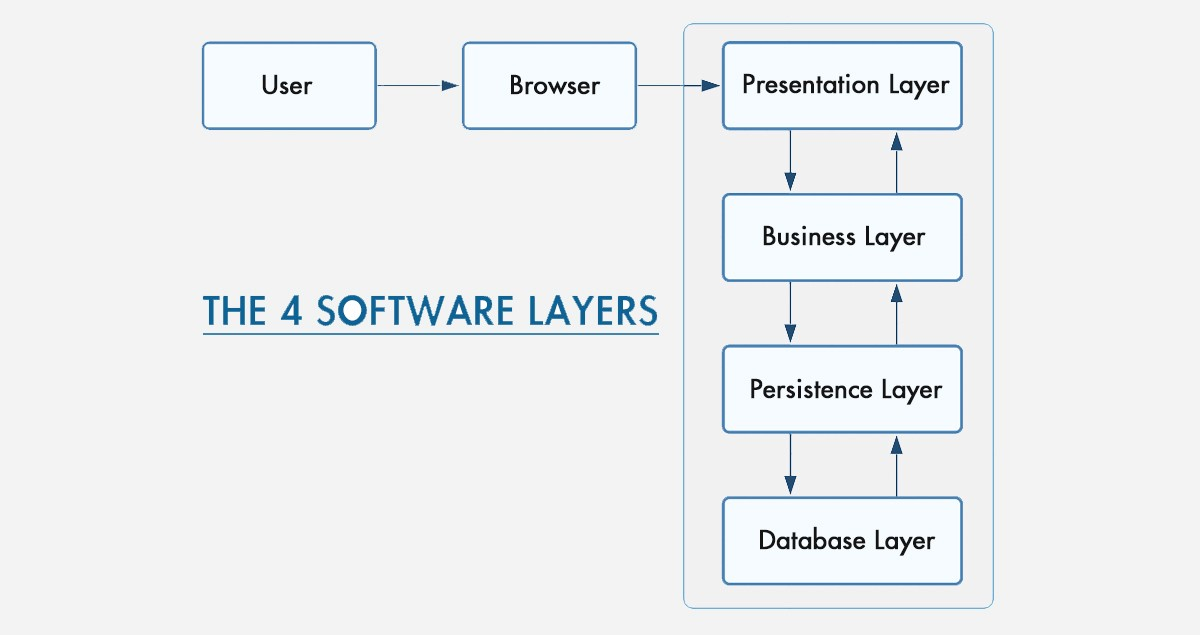 User
Browser
Presentation Layer
Business Layer
THE 4 SOFTWARE LAYERS
Persistence Layer
Database Layer